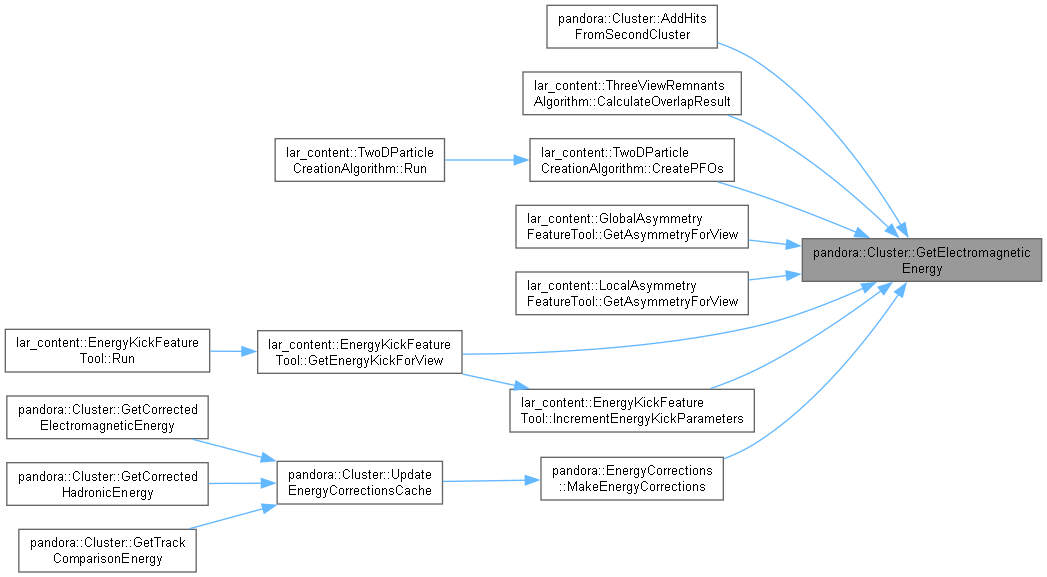 pandora::Cluster::AddHits
FromSecondCluster
lar_content::ThreeViewRemnants
Algorithm::CalculateOverlapResult
lar_content::TwoDParticle
CreationAlgorithm::Run
lar_content::TwoDParticle
CreationAlgorithm::CreatePFOs
lar_content::GlobalAsymmetry
FeatureTool::GetAsymmetryForView
pandora::Cluster::GetElectromagnetic
Energy
lar_content::LocalAsymmetry
FeatureTool::GetAsymmetryForView
lar_content::EnergyKickFeature
Tool::Run
lar_content::EnergyKickFeature
Tool::GetEnergyKickForView
lar_content::EnergyKickFeature
Tool::IncrementEnergyKickParameters
pandora::Cluster::GetCorrected
ElectromagneticEnergy
pandora::Cluster::GetCorrected
HadronicEnergy
pandora::Cluster::Update
EnergyCorrectionsCache
pandora::EnergyCorrections
::MakeEnergyCorrections
pandora::Cluster::GetTrack
ComparisonEnergy